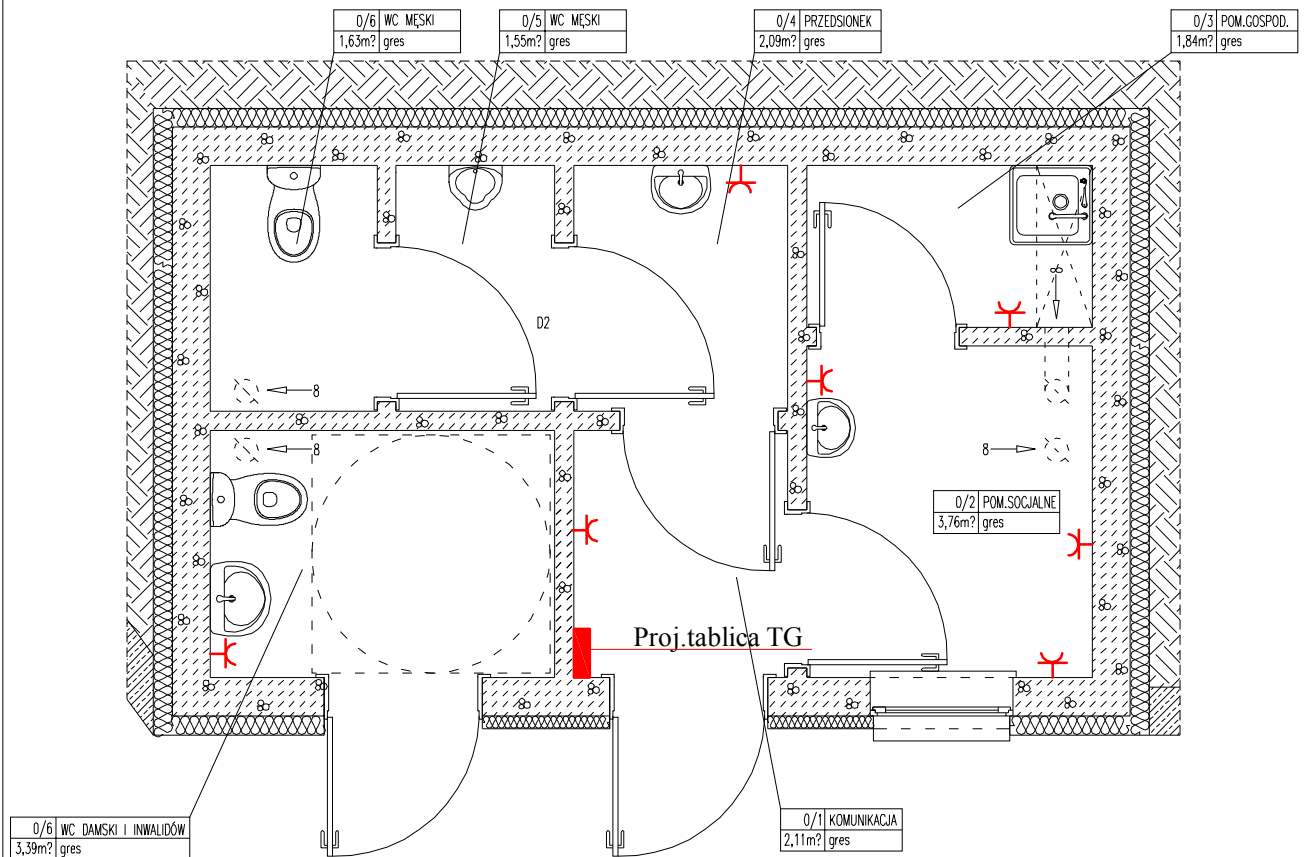 0/6 WC MĘSKI
1,63m? gres
0/5 WC MĘSKI
1,55m? gres
0/4 PRZEDSIONEK
2,09m? gres
0/3 POM.GOSPOD.
1,84m? gres
D2
8
8
8
8
0/2 POM.SOCJALNE
3,76m? gres
Proj.tablica TG
0/6 WC DAMSKI I INWALIDÓW
3,39m? gres
0/1 KOMUNIKACJA
2,11m? gres